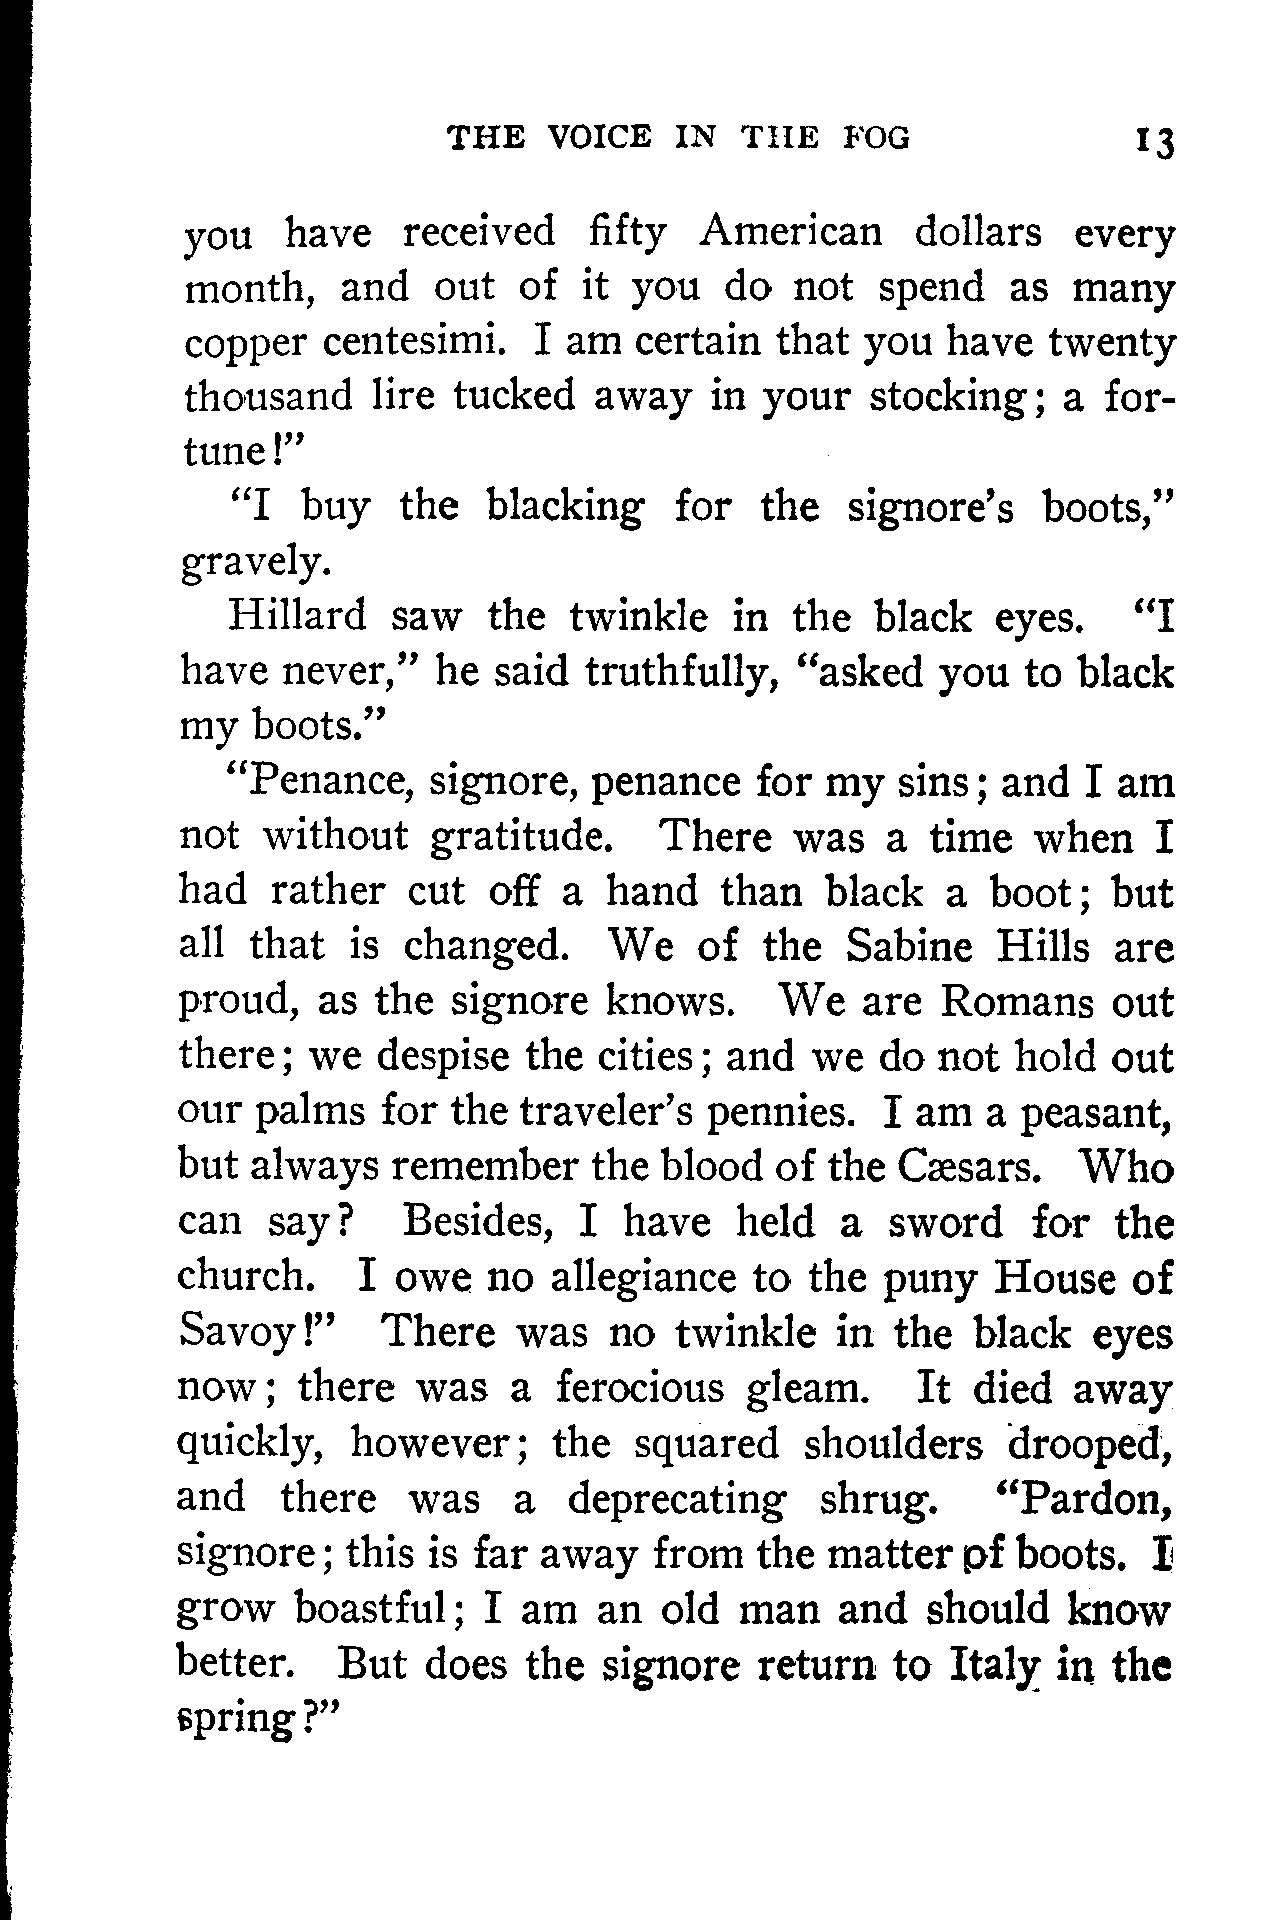 THE VOICE IN THE FOG 13
you have received fifty American dollars every
month, and out of it you do not spend as many
copper centesimi. I am certain that you have twenty
thousand lire tucked away in your stocking; a for-
tune!"
"I buy the blacking for the signore's boots,"
gravely.
Hillard saw the twinkle in the black eyes. "I
have never," he said truthfully, "asked you to black
my boots."
"Penance, signore, penance for my sins; and I am
not without gratitude. There was a time when I
had rather cut off a hand than black a boot; but
all that is changed. We of the Sabine Hills are
proud, as the signore knows. We are Romans out
there; we despise the cities; and we do not hold out
our palms for the traveler's pennies. I am a peasant,
but always remember the blood of the Cæsars. Who
can say? Besides, I have held a sword for the
church. I owe no allegiance to the puny House of
Savoy!" There was no twinkle in the black eyes
now; there was a ferocious gleam. It died away
quickly, however; the squared shoulders drooped,
and there was a deprecating shrug. "Pardon,
signore; this is far away from the matter of boots. I
grow boastful; I am an old man and should know
better. But does the signore return to Italy in the
spring?"